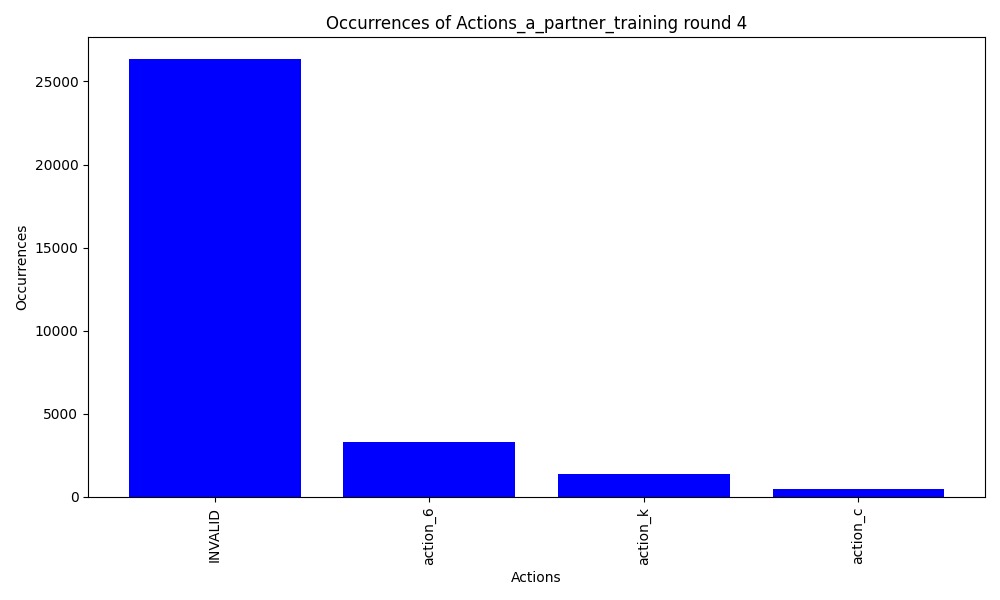 Occurrences of Actions_a_partner_training round 4
25000
20000
15000
10000
5000
0
Occurrences
INVALID
action_6
action_k
action_c
Actions